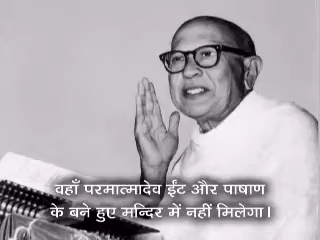 वहाँ परमात्मादेव ईंट और पाषाण
के बने हुए मन्दिर में नहीं मिलेगा।